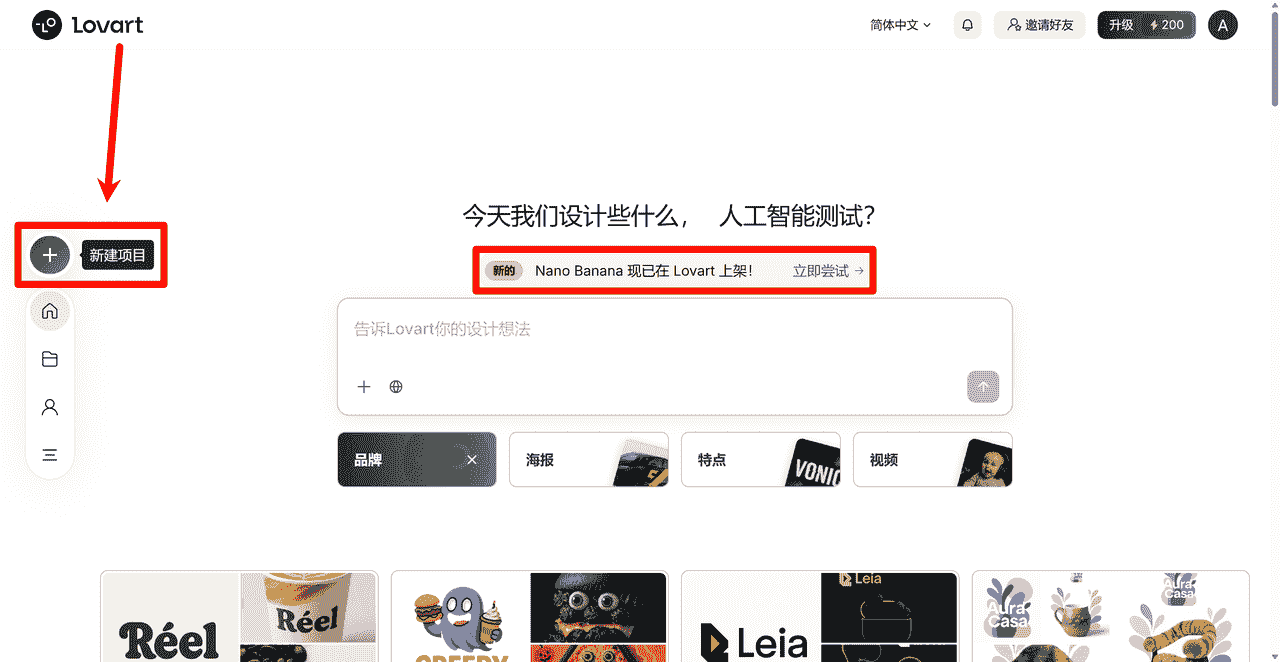 Lovart
简体中文
邀请好友
升级 200
A
今天我们设计些什么， 人工智能测试？
新建项目
新的 Nano Banana 现已在 Lovart 上架！ 立即尝试 →
告诉Lovart你的设计想法
品牌
海报
特点
VONIC
视频
Réel
Réel
CREEPY
Leia
Leia
Aura Casa
Aura
Casa